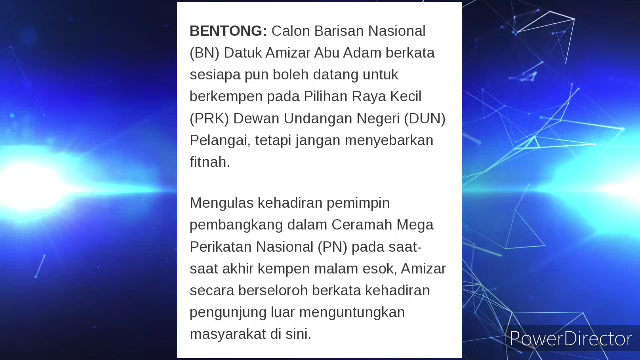 BENTONG: Calon Barisan Nasional
(BN) Datuk Amizar Abu Adam berkata
sesiapa pun boleh datang untuk
berkempen pada Pilihan Raya Kecil
(PRK) Dewan Undangan Negeri (DUN)
Pelangai, tetapi jangan menyebarkan
fitnah.
Mengulas kehadiran pemimpin
pembangkang dalam Ceramah Mega
Perikatan Nasional (PN) pada saat-
saat akhir kempen malam esok, Amizar
secara berseloroh berkata kehadiran
pengunjung luar menguntungkan
masyarakat di sini.
PowerDirector